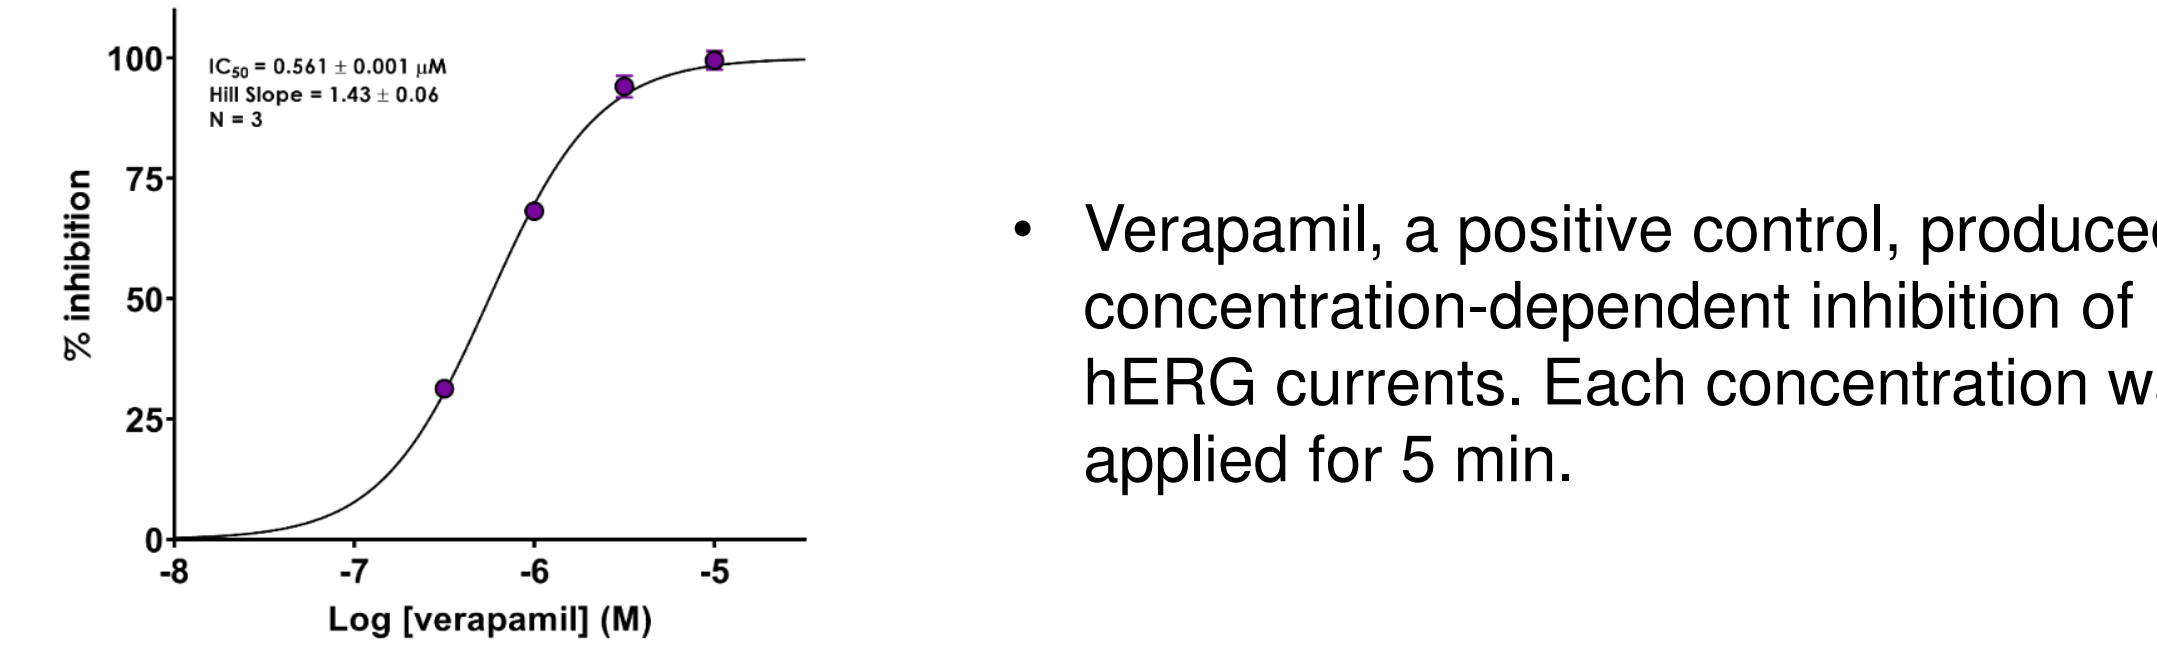 100
75
50
25
0
% inhibition
IC50 = 0.561 ± 0.001 μM
Hill Slope = 1.43 ± 0.06
N = 3
-8 -7 -6 -5
Log [verapamil] (M)
• Verapamil, a positive control,
concentration-dependent inhibition of
hERG currents. Each concentration
applied for 5 min.